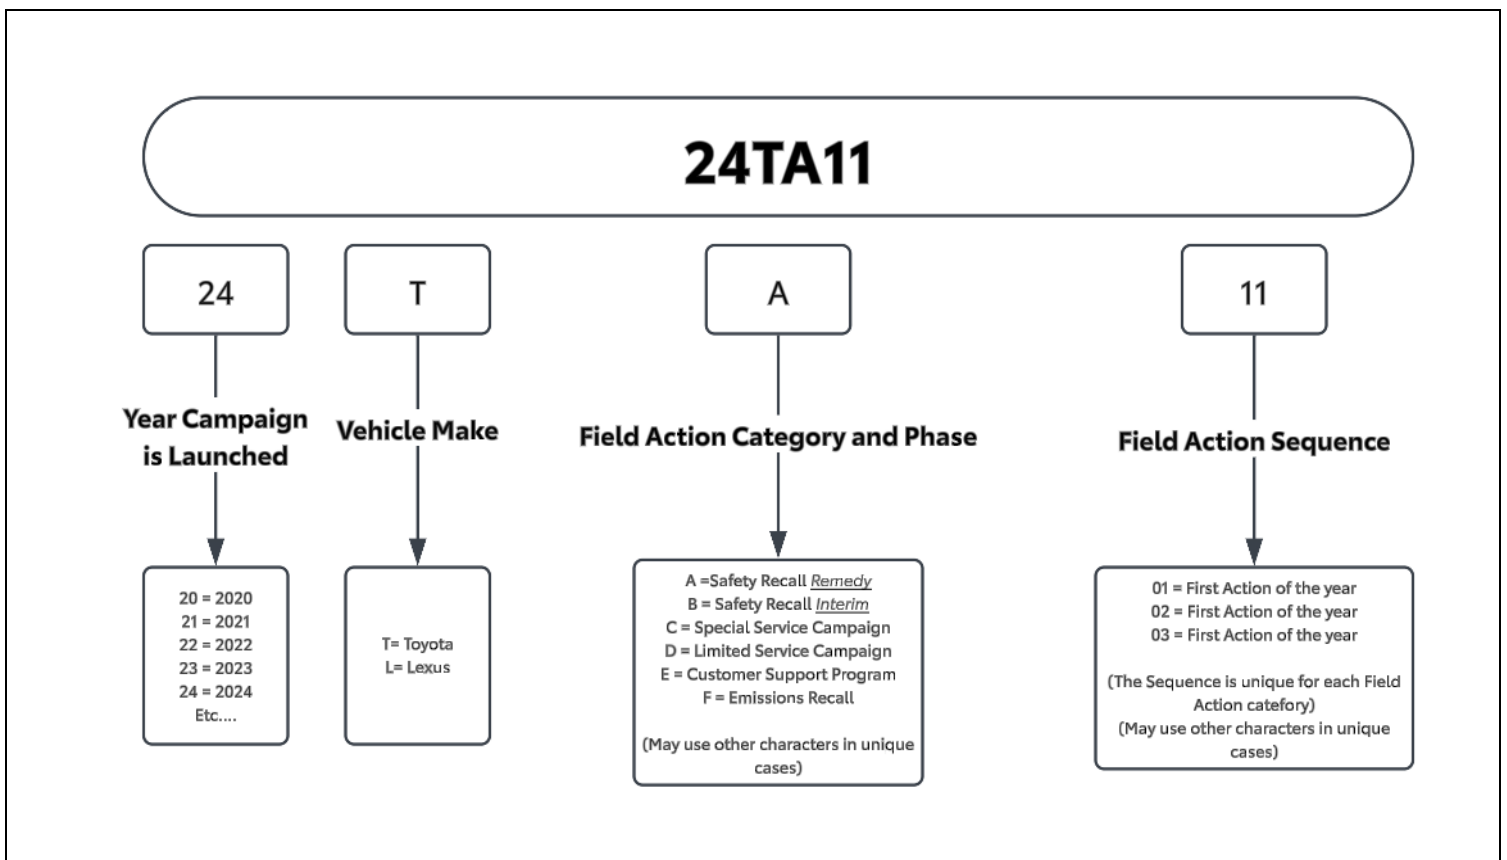 24TA11
24
T
A
11
Year Campaign
is Launched
Vehicle Make
Field Action Category and Phase
Field Action Sequence
20 = 2020
21 = 2021
22 = 2022
23 = 2023
24 = 2024
Etc....
T= Toyota
L= Lexus
A =Safety Recall Remedy
B = Safety Recall Interim
C = Special Service Campaign
D = Limited Service Campaign
E = Customer Support Program
F = Emissions Recall
(May use other characters in unique
cases)
01 = First Action of the year
02 = First Action of the year
03 = First Action of the year
(The Sequence is unique for each Field
Action catefory)
(May use other characters in unique
cases)